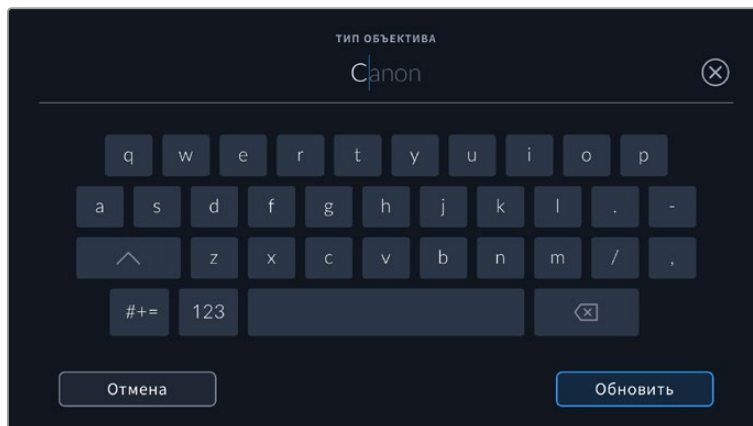 ТИП ОБЪЕКТИВА
Canon
q w e r t y u i o p
a s d f g h j k l . -
z x c v b n m / ,
#+= 123
Отмена Обновить